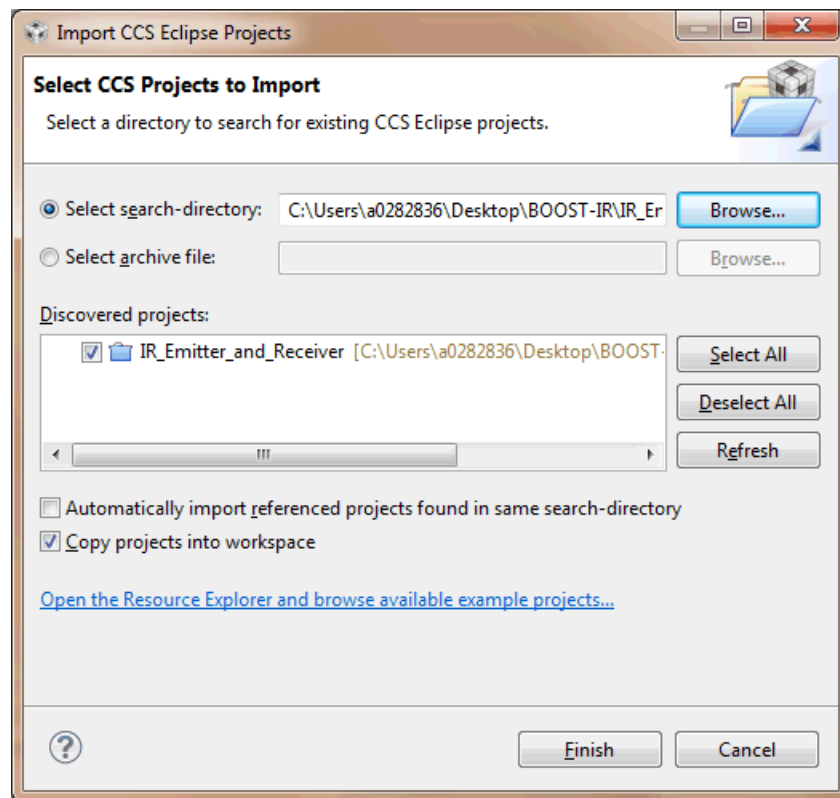 Import CCS Eclipse Projects
Select CCS Projects to Import
Select a directory to search for existing CCS Eclipse projects.
Select search-directory: C:\Users\a0282836\Desktop\BOOST-IR\IR_Er Browse...
Select archive file: Browse...
Discovered projects:
IR_Emitter_and_Receiver [C:\Users\a0282836\Desktop\BOOST- Select All
Deselect All
Refresh
Automatically import referenced projects found in same search-directory
Copy projects into workspace
Open the Resource Explorer and browse available example projects...
? Finish Cancel